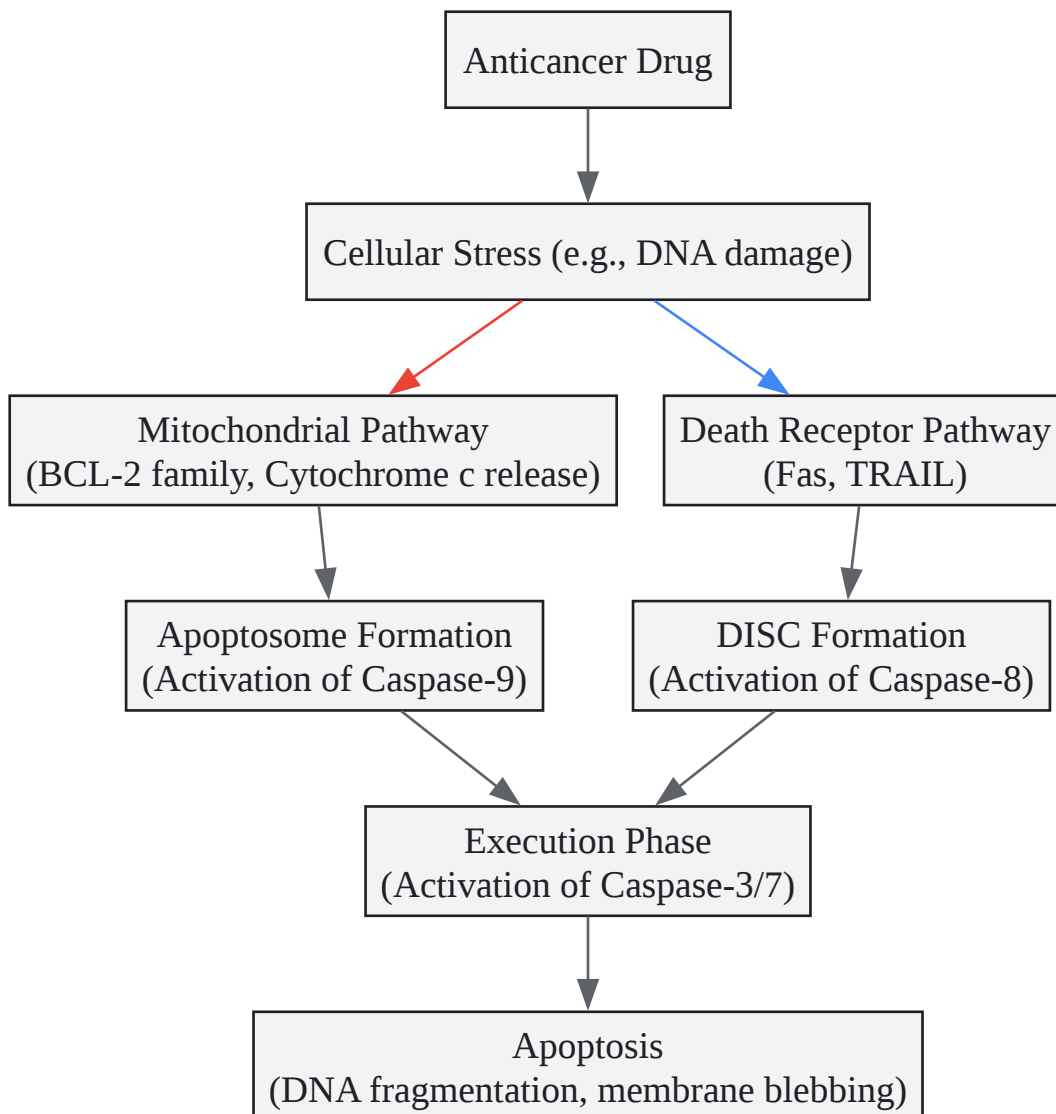 Anticancer Drug
Cellular Stress (e.g., DNA damage)
Mitochondrial Pathway
(BCL-2 family, Cytochrome c release)
Death Receptor Pathway
(Fas, TRAIL)
Apoptosome Formation
(Activation of Caspase-9)
DISC Formation
(Activation of Caspase-8)
Execution Phase
(Activation of Caspase-3/7)
Apoptosis
(DNA fragmentation, membrane blebbing)